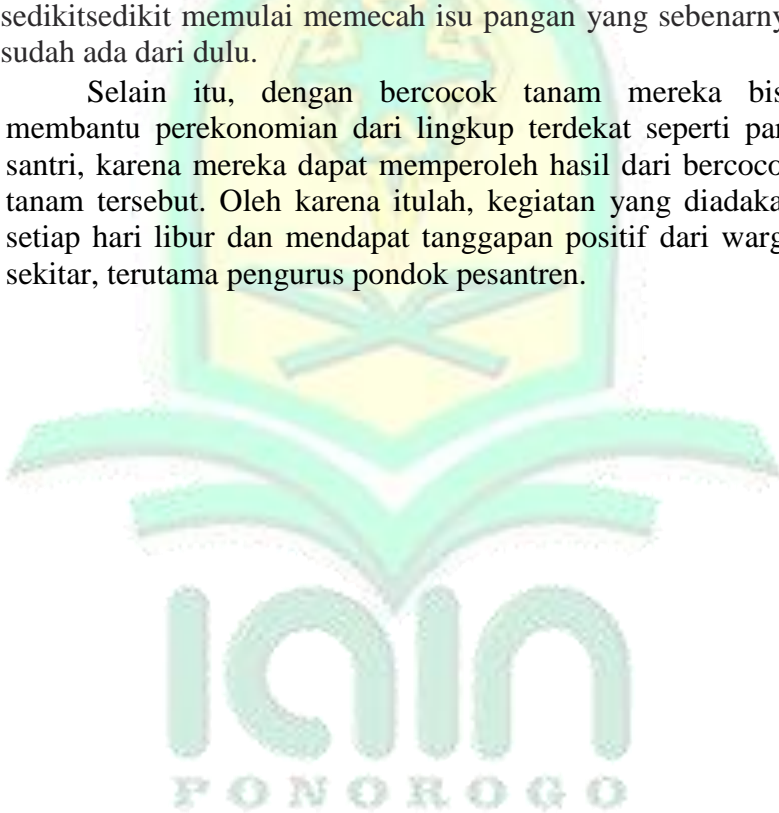 sedikitsedikit memulai memecah isu pangan yang sebenarny
sudah ada dari dulu.
Selain itu, dengan bercocok tanam mereka bis
membantu perekonomian dari lingkup terdekat seperti par
santri, karena mereka dapat memperoleh hasil dari bercoco
tanam tersebut. Oleh karena itulah, kegiatan yang diadaka
setiap hari libur dan mendapat tanggapan positif dari warg
sekitar, terutama pengurus pondok pesantren.
iain
PONOROGO